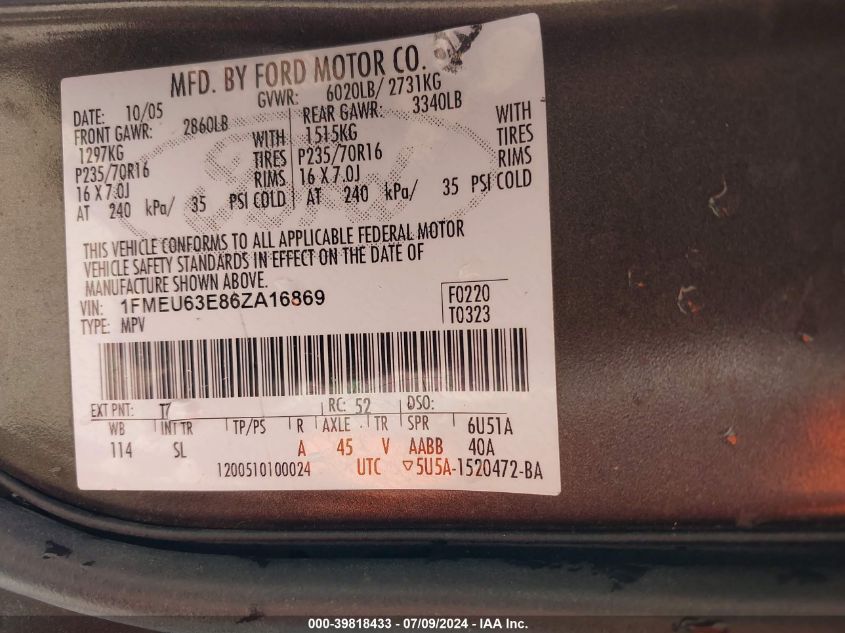 MFD. BY FORD MOTOR CO.
DATE: 10/05 GVWR: 6020LB/ 2731KG
FRONT GAWR: 2860LB REAR GAWR: 3340LB
1297KG WITH 1515KG WITH
P235/70R16 TIRES P235/70R16 TIRES
16 X 7.0J RIMS 16 X 7.0J RIMS
AT 240 kPa/ 35 PSI COLD AT 240 kPa/ 35 PSI COLD
THIS VEHICLE CONFORMS TO ALL APPLICABLE FEDERAL MOTOR
VEHICLE SAFETY STANDARDS IN EFFECT ON THE DATE OF
MANUFACTURE SHOWN ABOVE.
VIN: 1FMEU63E86ZA16869 F0220
TYPE: MPV T0323
EXT PNT: T7 RC: 52 DSO:
WB INT TR TP/PS R AXLE TR SPR 6U51A
114 SL A 45 V AABB 40A
1200510100024 UTC ▽5U5A-1520472-BA
000-39818433 - 07/09/2024 - IAA Inc.